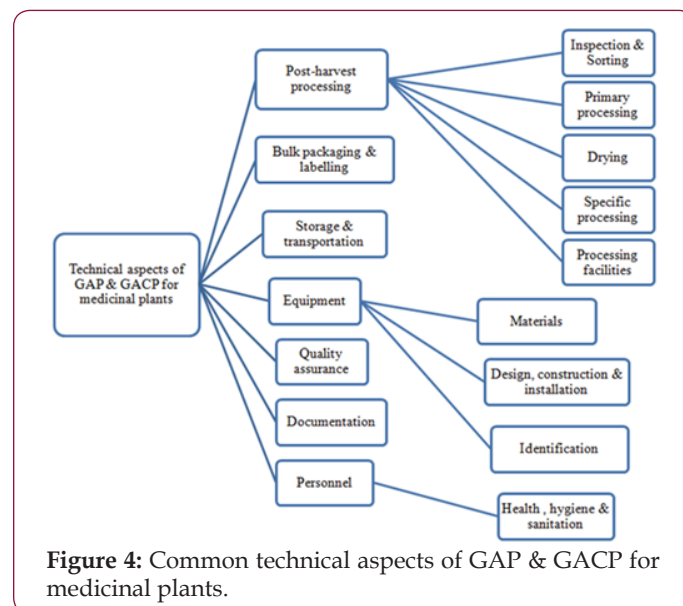 Technical aspects of
GAP & GACP for
medicinal plants
Post-harvest
processing
Bulk packaging &
labelling
Storage &
transportation
Equipment
Quality
assurance
Documentation
Personnel
Inspection &
Sorting
Primary
processing
Drying
Specific
processing
Processing
facilities
Materials
Design, construction &
installation
Identification
Health , hygiene &
sanitation
Figure 4: Common technical aspects of GAP & GACP for
medicinal plants.